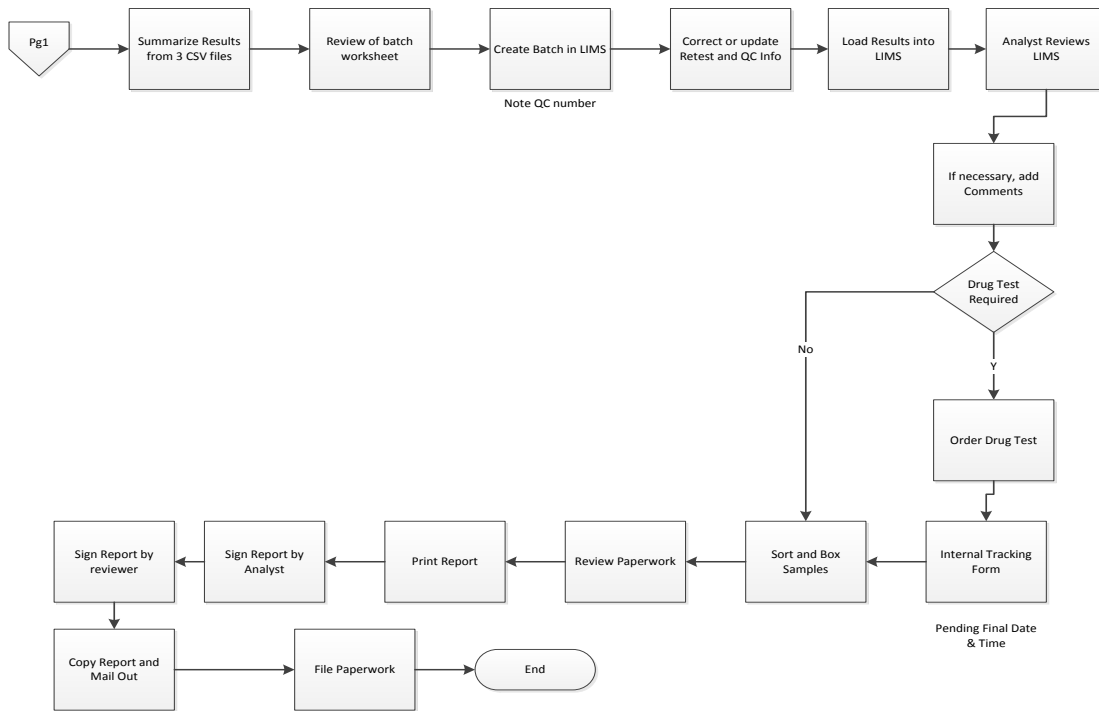 Pg1
Summarize Results
from 3 CSV files
Review of batch
worksheet
Create Batch in LIMS
Note QC number
Correct or update
Retest and QC Info
Load Results into
LIMS
Analyst Reviews
LIMS
If necessary, add
Comments
Drug Test
Required
No
Y
Order Drug Test
Internal Tracking
Form
Pending Final Date
& Time
Sort and Box
Samples
Review Paperwork
Print Report
Sign Report by
Analyst
Sign Report by
reviewer
Copy Report and
Mail Out
File Paperwork
End